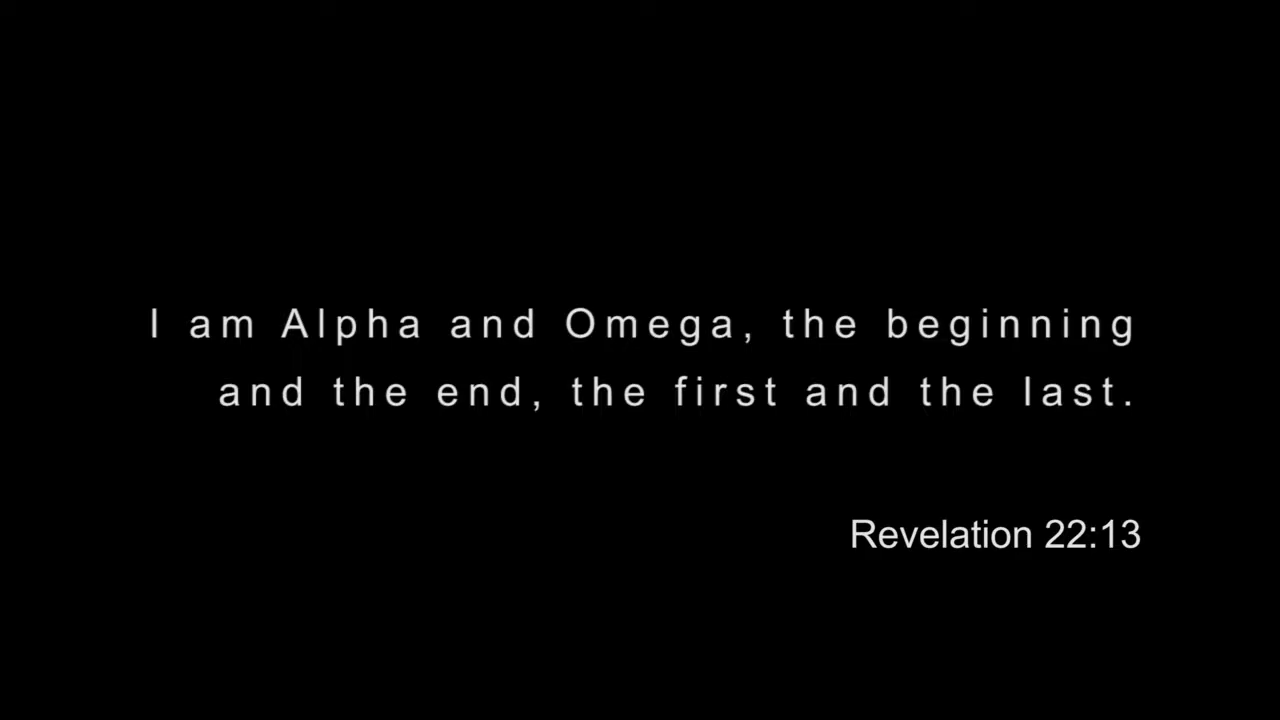 I am Alpha and Omega, the beginning
and the end, the first and the last.
Revelation 22:13